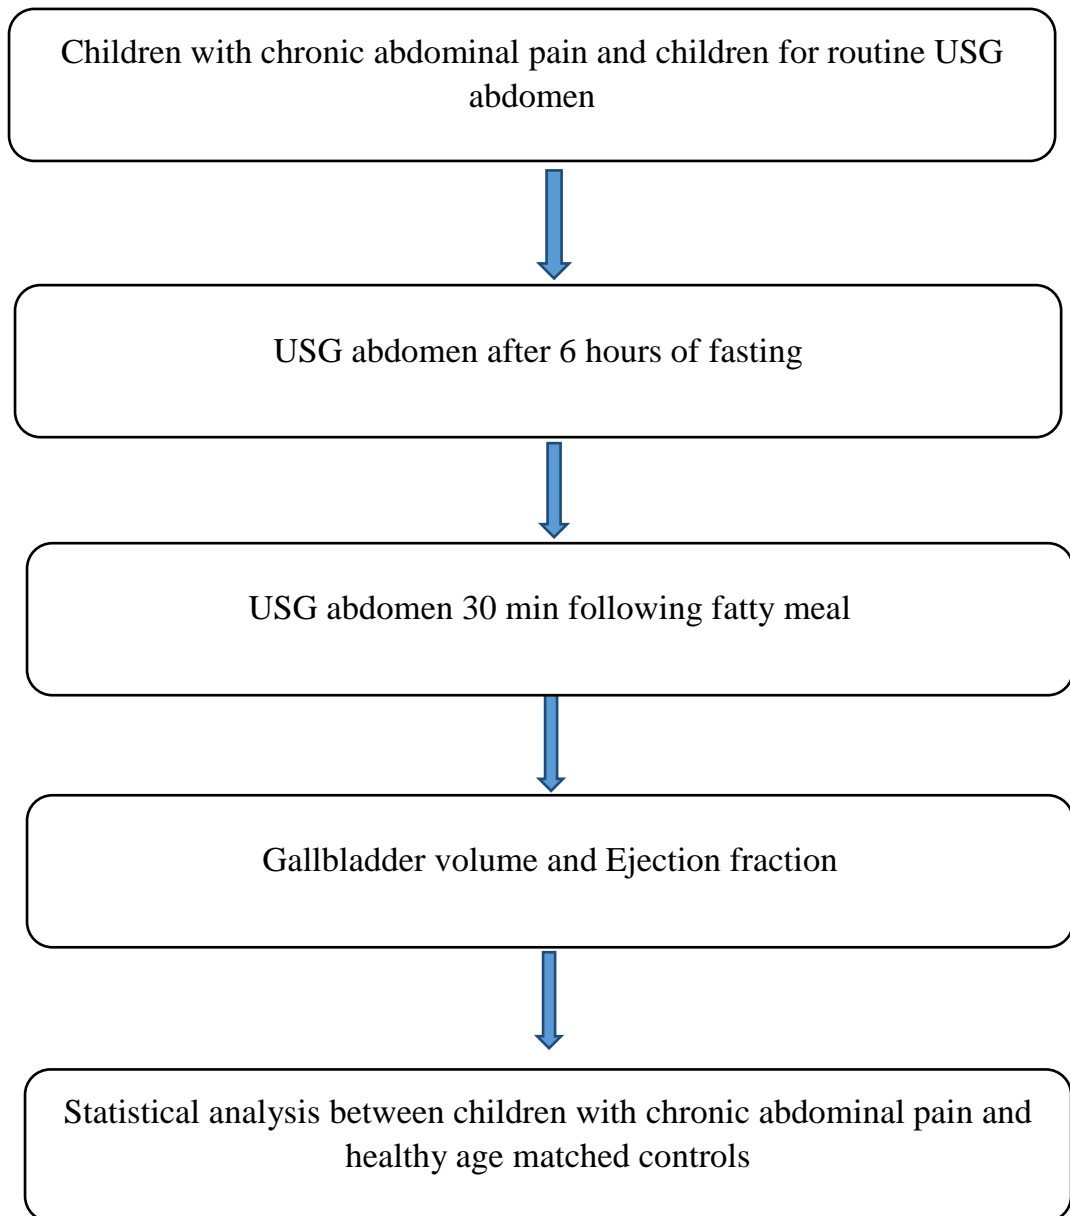 Children with chronic abdominal pain and children for routine USG
abdomen
USG abdomen after 6 hours of fasting
USG abdomen 30 min following fatty meal
Gallbladder volume and Ejection fraction
Statistical analysis between children with chronic abdominal pain and
healthy age matched controls